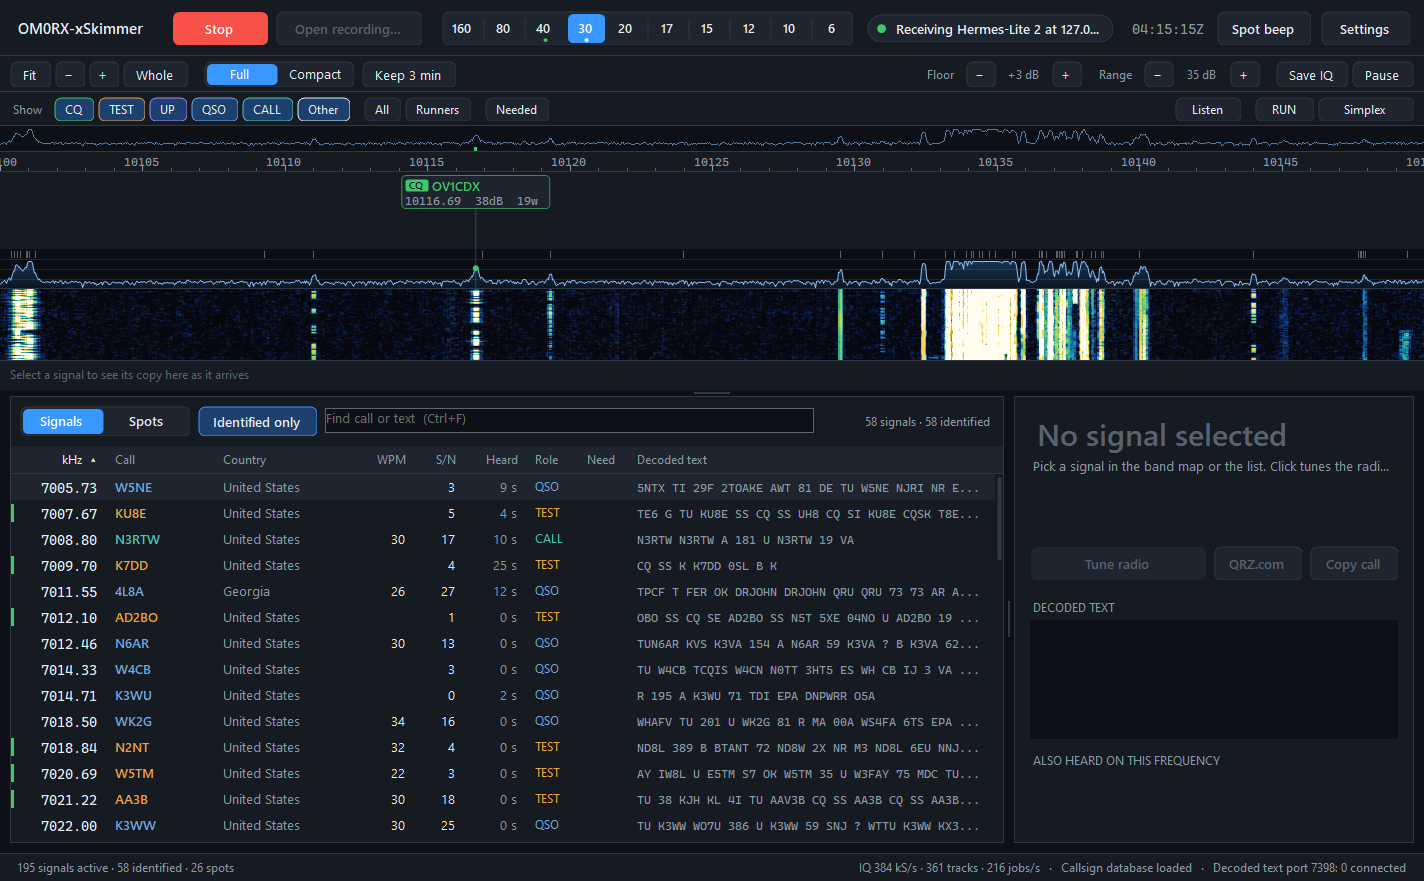 OM0RX-xSkimmer Stop Open recording... 160 80 40 30 20 17 15 12 10 6 Receiving Hermes-Lite 2 at 127.0... 04:15:15Z Spot beep Settings
Fit − + Whole Full Compact Keep 3 min Floor − +3 dB + Range − 35 dB + Save IQ Pause
Show CQ TEST UP QSO CALL Other All Runners Needed Listen RUN Simplex
100 10105 10110 10115 10120 10125 10130 10135 10140 10145 101
CQ OV1CDX
10116.69 38dB 19w
Select a signal to see its copy here as it arrives
Signals Spots Identified only Find call or text (Ctrl+F) 58 signals · 58 identified
kHz ▲ Call Country WPM S/N Heard Role Need Decoded text
7005.73 W5NE United States 3 9 s QSO 5NTX TI 29F 2TOAKE AWT 81 DE TU W5NE NJRI NR E...
7007.67 KU8E United States 5 4 s TEST TE6 G TU KU8E SS CQ SS UH8 CQ SI KU8E CQSK T8E...
7008.80 N3RTW United States 30 17 10 s CALL N3RTW N3RTW A 181 U N3RTW 19 VA
7009.70 K7DD United States 4 25 s TEST CQ SS K K7DD 0SL B K
7011.55 4L8A Georgia 26 27 12 s QSO TPCF T FER OK DRJOHN DRJOHN QRU QRU 73 73 AR A...
7012.10 AD2BO United States 1 0 s TEST OBO SS CQ SE AD2BO SS N5T 5XE 04NO U AD2BO 19 ...
7012.46 N6AR United States 30 13 0 s QSO TUN6AR KVS K3VA 154 A N6AR 59 K3VA ? B K3VA 62...
7014.33 W4CB United States 3 0 s QSO TU W4CB TCQIS W4CN N0TT 3HT5 ES WH CB IJ 3 VA ...
7014.71 K3WU United States 0 2 s QSO R 195 A K3WU 71 TDI EPA DNPWRR O5A
7018.50 WK2G United States 34 16 0 s QSO WHAFV TU 201 U WK2G 81 R MA 00A WS4FA 6TS EPA ...
7018.84 N2NT United States 32 4 0 s TEST ND8L 389 B BTANT 72 ND8W 2X NR M3 ND8L 6EU NNJ...
7020.69 W5TM United States 22 3 0 s TEST AY IW8L U E5TM S7 OK W5TM 35 U W3FAY 75 MDC TU...
7021.22 AA3B United States 30 18 0 s TEST TU 38 KJH KL 4I TU AAV3B CQ SS AA3B CQ SS AA3B...
7022.00 K3WW United States 30 25 0 s QSO TU K3WW WO7U 386 U K3WW 59 SNJ ? WTTU K3WW KX3...
No signal selected
Pick a signal in the band map or the list. Click tunes the radi...
Tune radio QRZ.com Copy call
DECODED TEXT
ALSO HEARD ON THIS FREQUENCY
195 signals active · 58 identified · 26 spots IQ 384 kS/s · 361 tracks · 216 jobs/s · Callsign database loaded · Decoded text port 7398: 0 connected